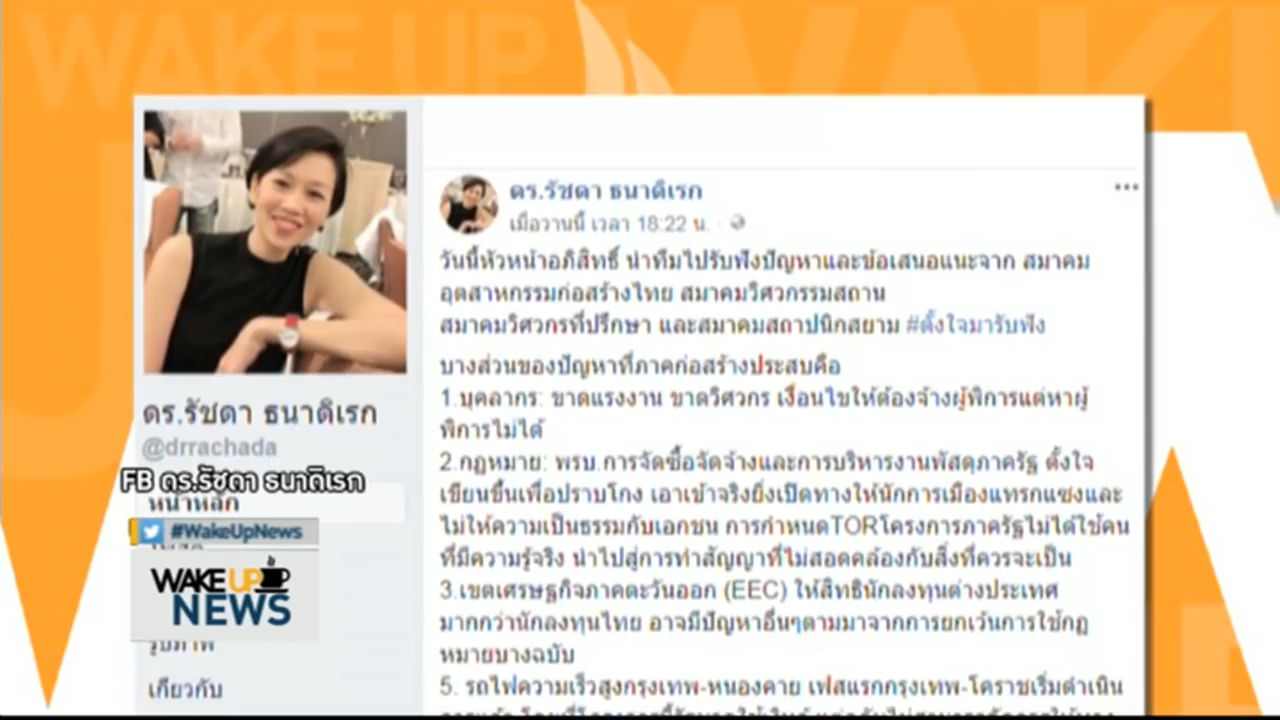 WAKE UP
ดร.รัชดา ธนาดิเรก
เมื่อวานนี้ เวลา 18:22 น.
วันนี้หัวหน้าอภิสิทธิ์ นำทีมไปรับฟังปัญหาและข้อเสนอแนะจาก สมาคม
อุตสาหกรรมก่อสร้างไทย สมาคมวิศวกรรมสถาน
สมาคมวิศวกรที่ปรึกษา และสมาคมสถาปนิกสยาม #ตั้งใจมารับฟัง
บางส่วนของปัญหาที่ภาคก่อสร้างประสบคือ
1.บุคลากร: ขาดแรงงาน ขาดวิศวกร เงื่อนไขให้ต้องจ้างผู้พิการแต่หาผู้
พิการไม่ได้
2.กฎหมาย: พรบ.การจัดซื้อจัดจ้างและการบริหารงานพัสดุภาครัฐ ตั้งใจ
เขียนขึ้นเพื่อปราบโกง เอาเข้าจริงยิ่งเปิดทางให้นักการเมืองแทรกแซงและ
ไม่ให้ความเป็นธรรมกับเอกชน การกำหนดTORโครงการภาครัฐไม่ได้ใช้คน
ที่มีความรู้จริง นำไปสู่การทำสัญญาที่ไม่สอดคล้องกับสิ่งที่ควรจะเป็น
3.เขตเศรษฐกิจภาคตะวันออก (EEC) ให้สิทธินักลงทุนต่างประเทศ
มากกว่านักลงทุนไทย อาจมีปัญหาอื่นๆตามมาจากการยกเว้นการใช้กฎ
หมายบางฉบับ
5. รถไฟความเร็วสูงกรุงเทพ-หนองคาย เฟสแรกกรุงเทพ-โคราชเริ่มดำเนิน
ดร.รัชดา ธนาดิเรก
@drrachada
FB ดร.รัชดา ธนาดิเรก
หน้าหลัก
#WakeUpNews
WAKE UP
NEWS
รูปภาพ
เกี่ยวกับ